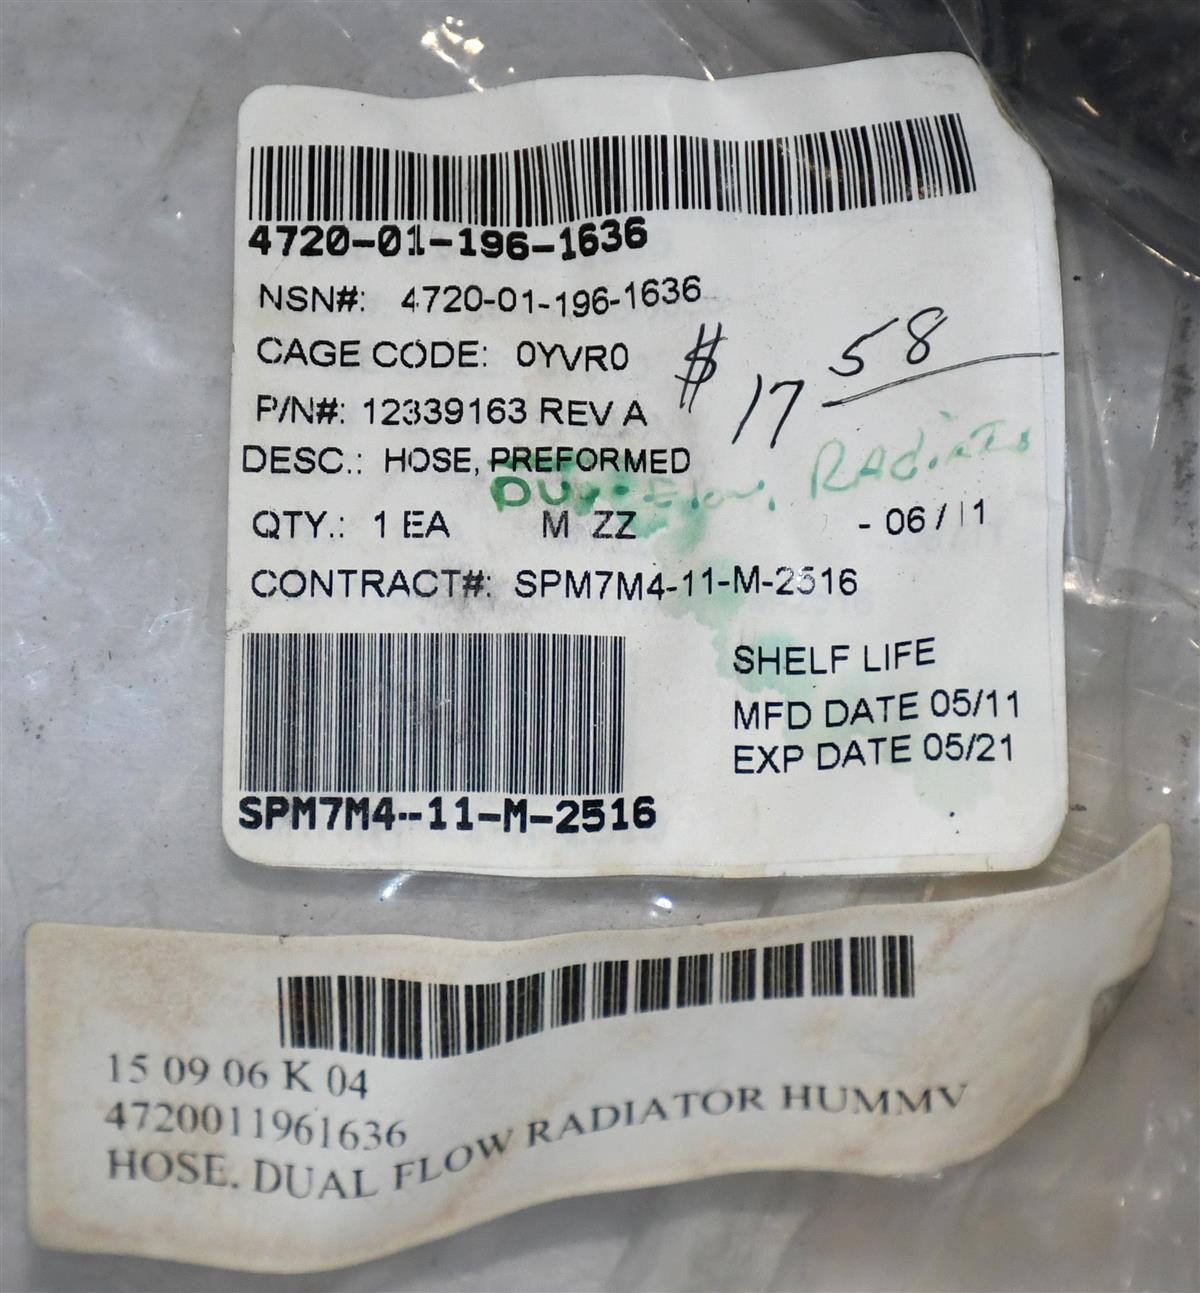 4720-01-196-1636
NSN#: 4720-01-196-1636
CAGE CODE: 0YVR0
$ 17 58
P/N#: 12339163 REV A
DESC.: HOSE, PREFORMED
Flow, RADiATO
QTY.: 1 EA M ZZ - 06/11
CONTRACT#: SPM7M4-11-M-2516
SHELF LIFE
MFD DATE 05/11
EXP DATE 05/21
SPM7M4-11-M-2516
15 09 06 K 04
4720011961636
HOSE. DUAL FLOW RADIATOR HUMMV